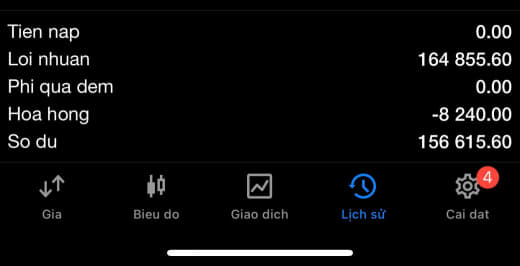 Tien nap 0.00
Loi nhuan 164 855.60
Phi qua dem 0.00
Hoa hong -8 240.00
So du 156 615.60
4
Gia Bieu do Giao dich Lịch sử Cai dat